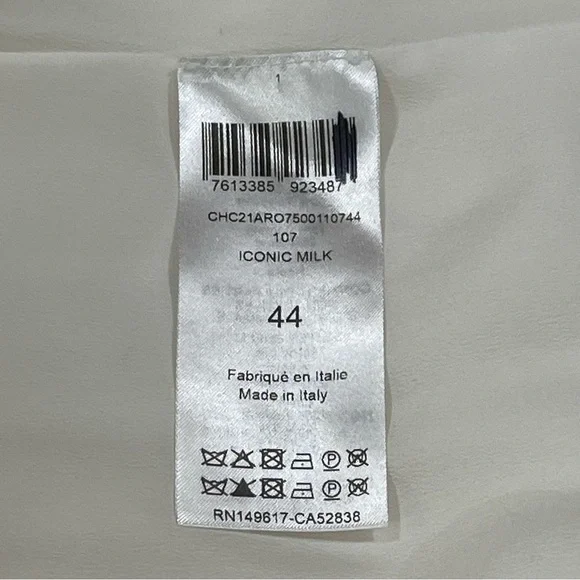 1
7613385 923487
CHC21ARO7500110744
107
ICONIC MILK
44
Fabriqué en Italie
Made in Italy
RN149617-CA52838